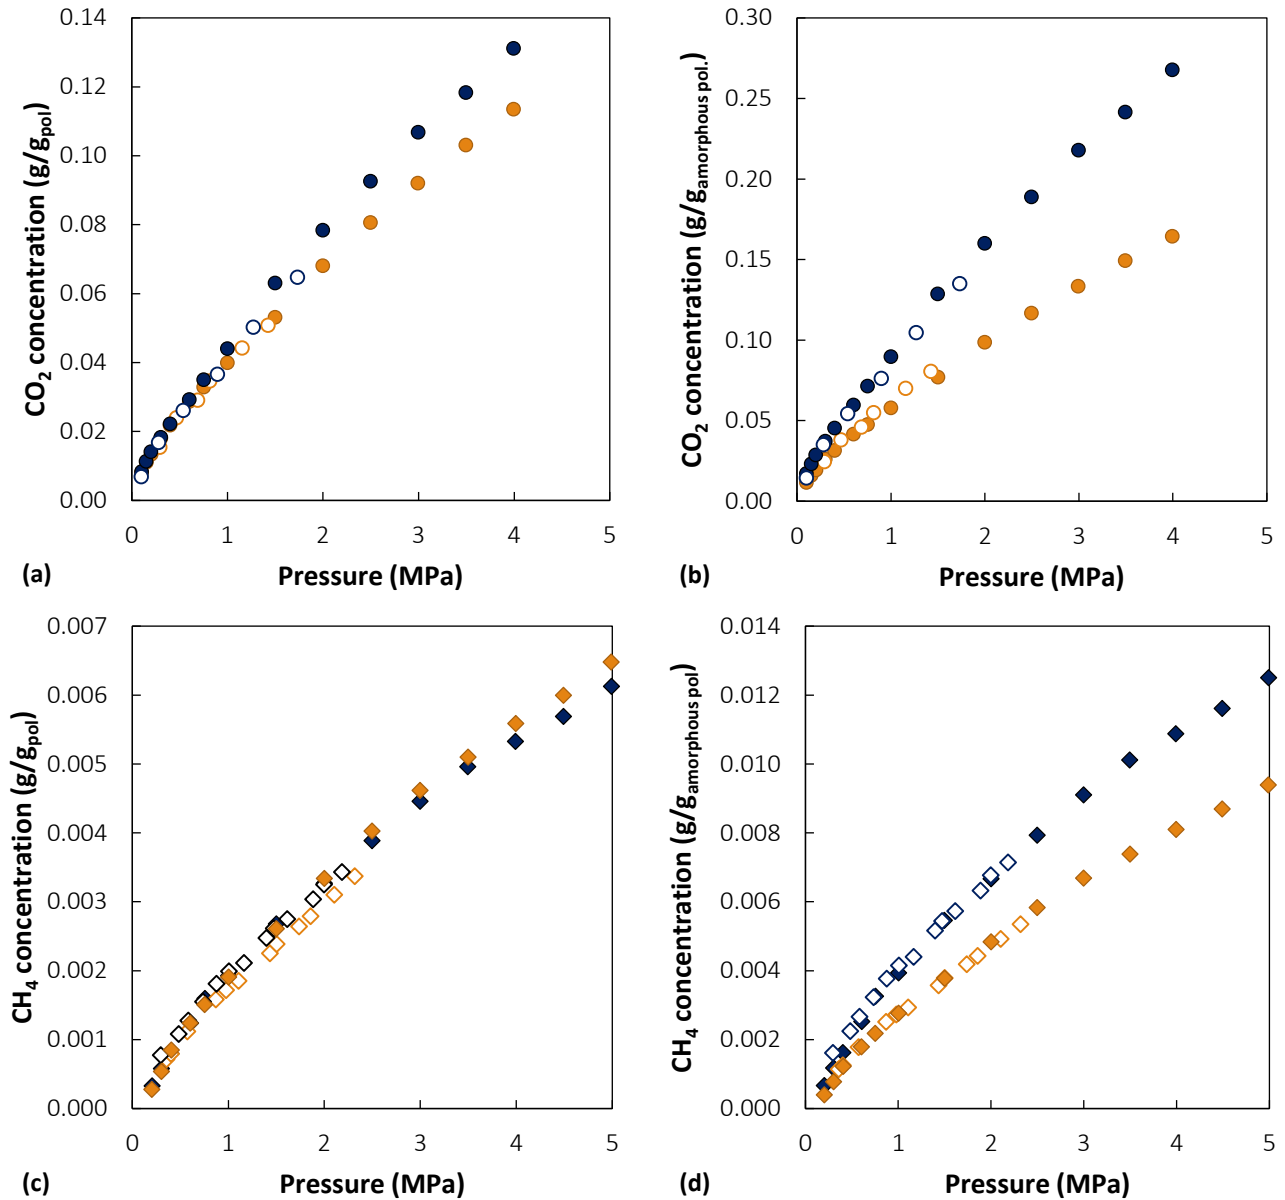 CO₂ concentration (g/gpol)
0.14
0.12
0.10
0.08
0.06
0.04
0.02
0.00
0 1 2 3 4 5
(a)
Pressure (MPa)
CO₂ concentration (g/gamorphous pol.)
0.30
0.25
0.20
0.15
0.10
0.05
0.00
0 1 2 3 4 5
(b)
Pressure (MPa)
CH₄ concentration (g/gpol)
0.007
0.006
0.005
0.004
0.003
0.002
0.001
0.000
0 1 2 3 4 5
(c)
Pressure (MPa)
CH₄ concentration (g/gamorphous pol.)
0.014
0.012
0.010
0.008
0.006
0.004
0.002
0.000
0 1 2 3 4 5
(d)
Pressure (MPa)